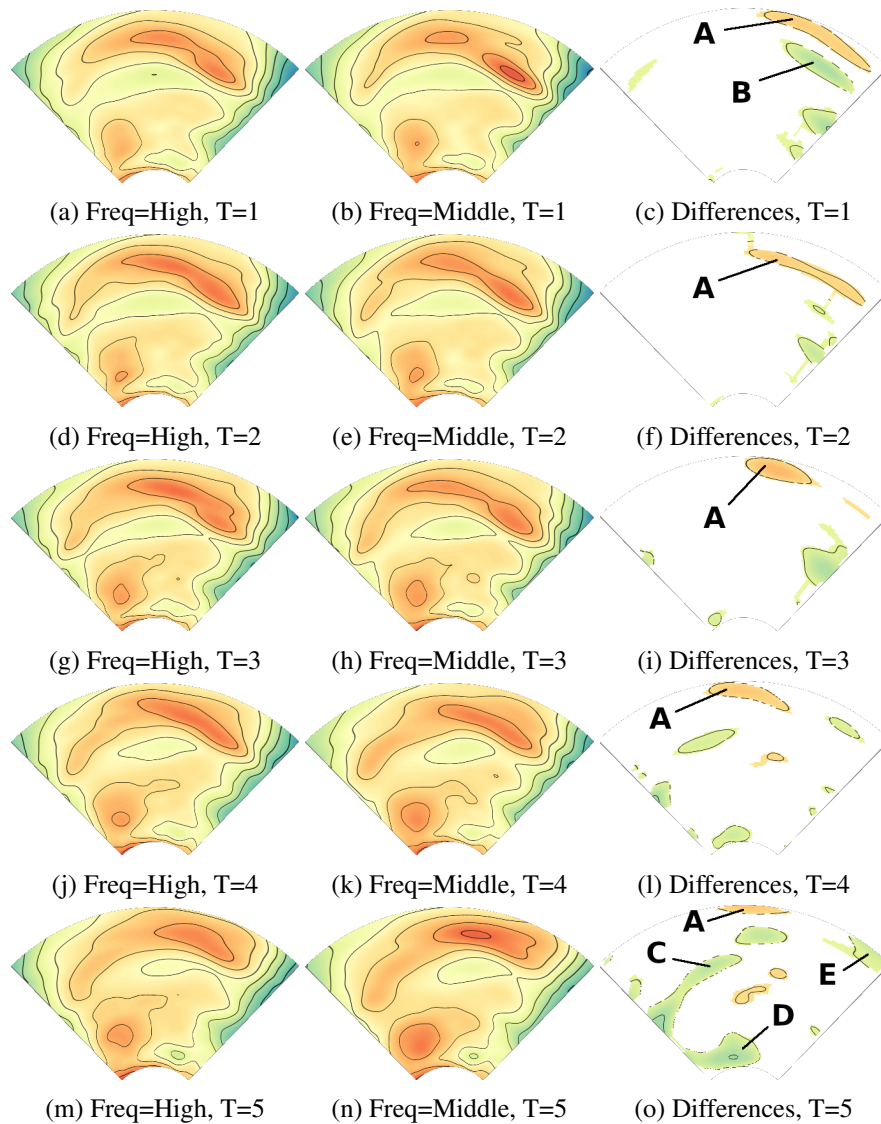 A
B
(a) Freq=High, T=1
(b) Freq=Middle, T=1
(c) Differences, T=1
A
(d) Freq=High, T=2
(e) Freq=Middle, T=2
(f) Differences, T=2
A
(g) Freq=High, T=3
(h) Freq=Middle, T=3
(i) Differences, T=3
A
(j) Freq=High, T=4
(k) Freq=Middle, T=4
(l) Differences, T=4
A
C
E
D
(m) Freq=High, T=5
(n) Freq=Middle, T=5
(o) Differences, T=5